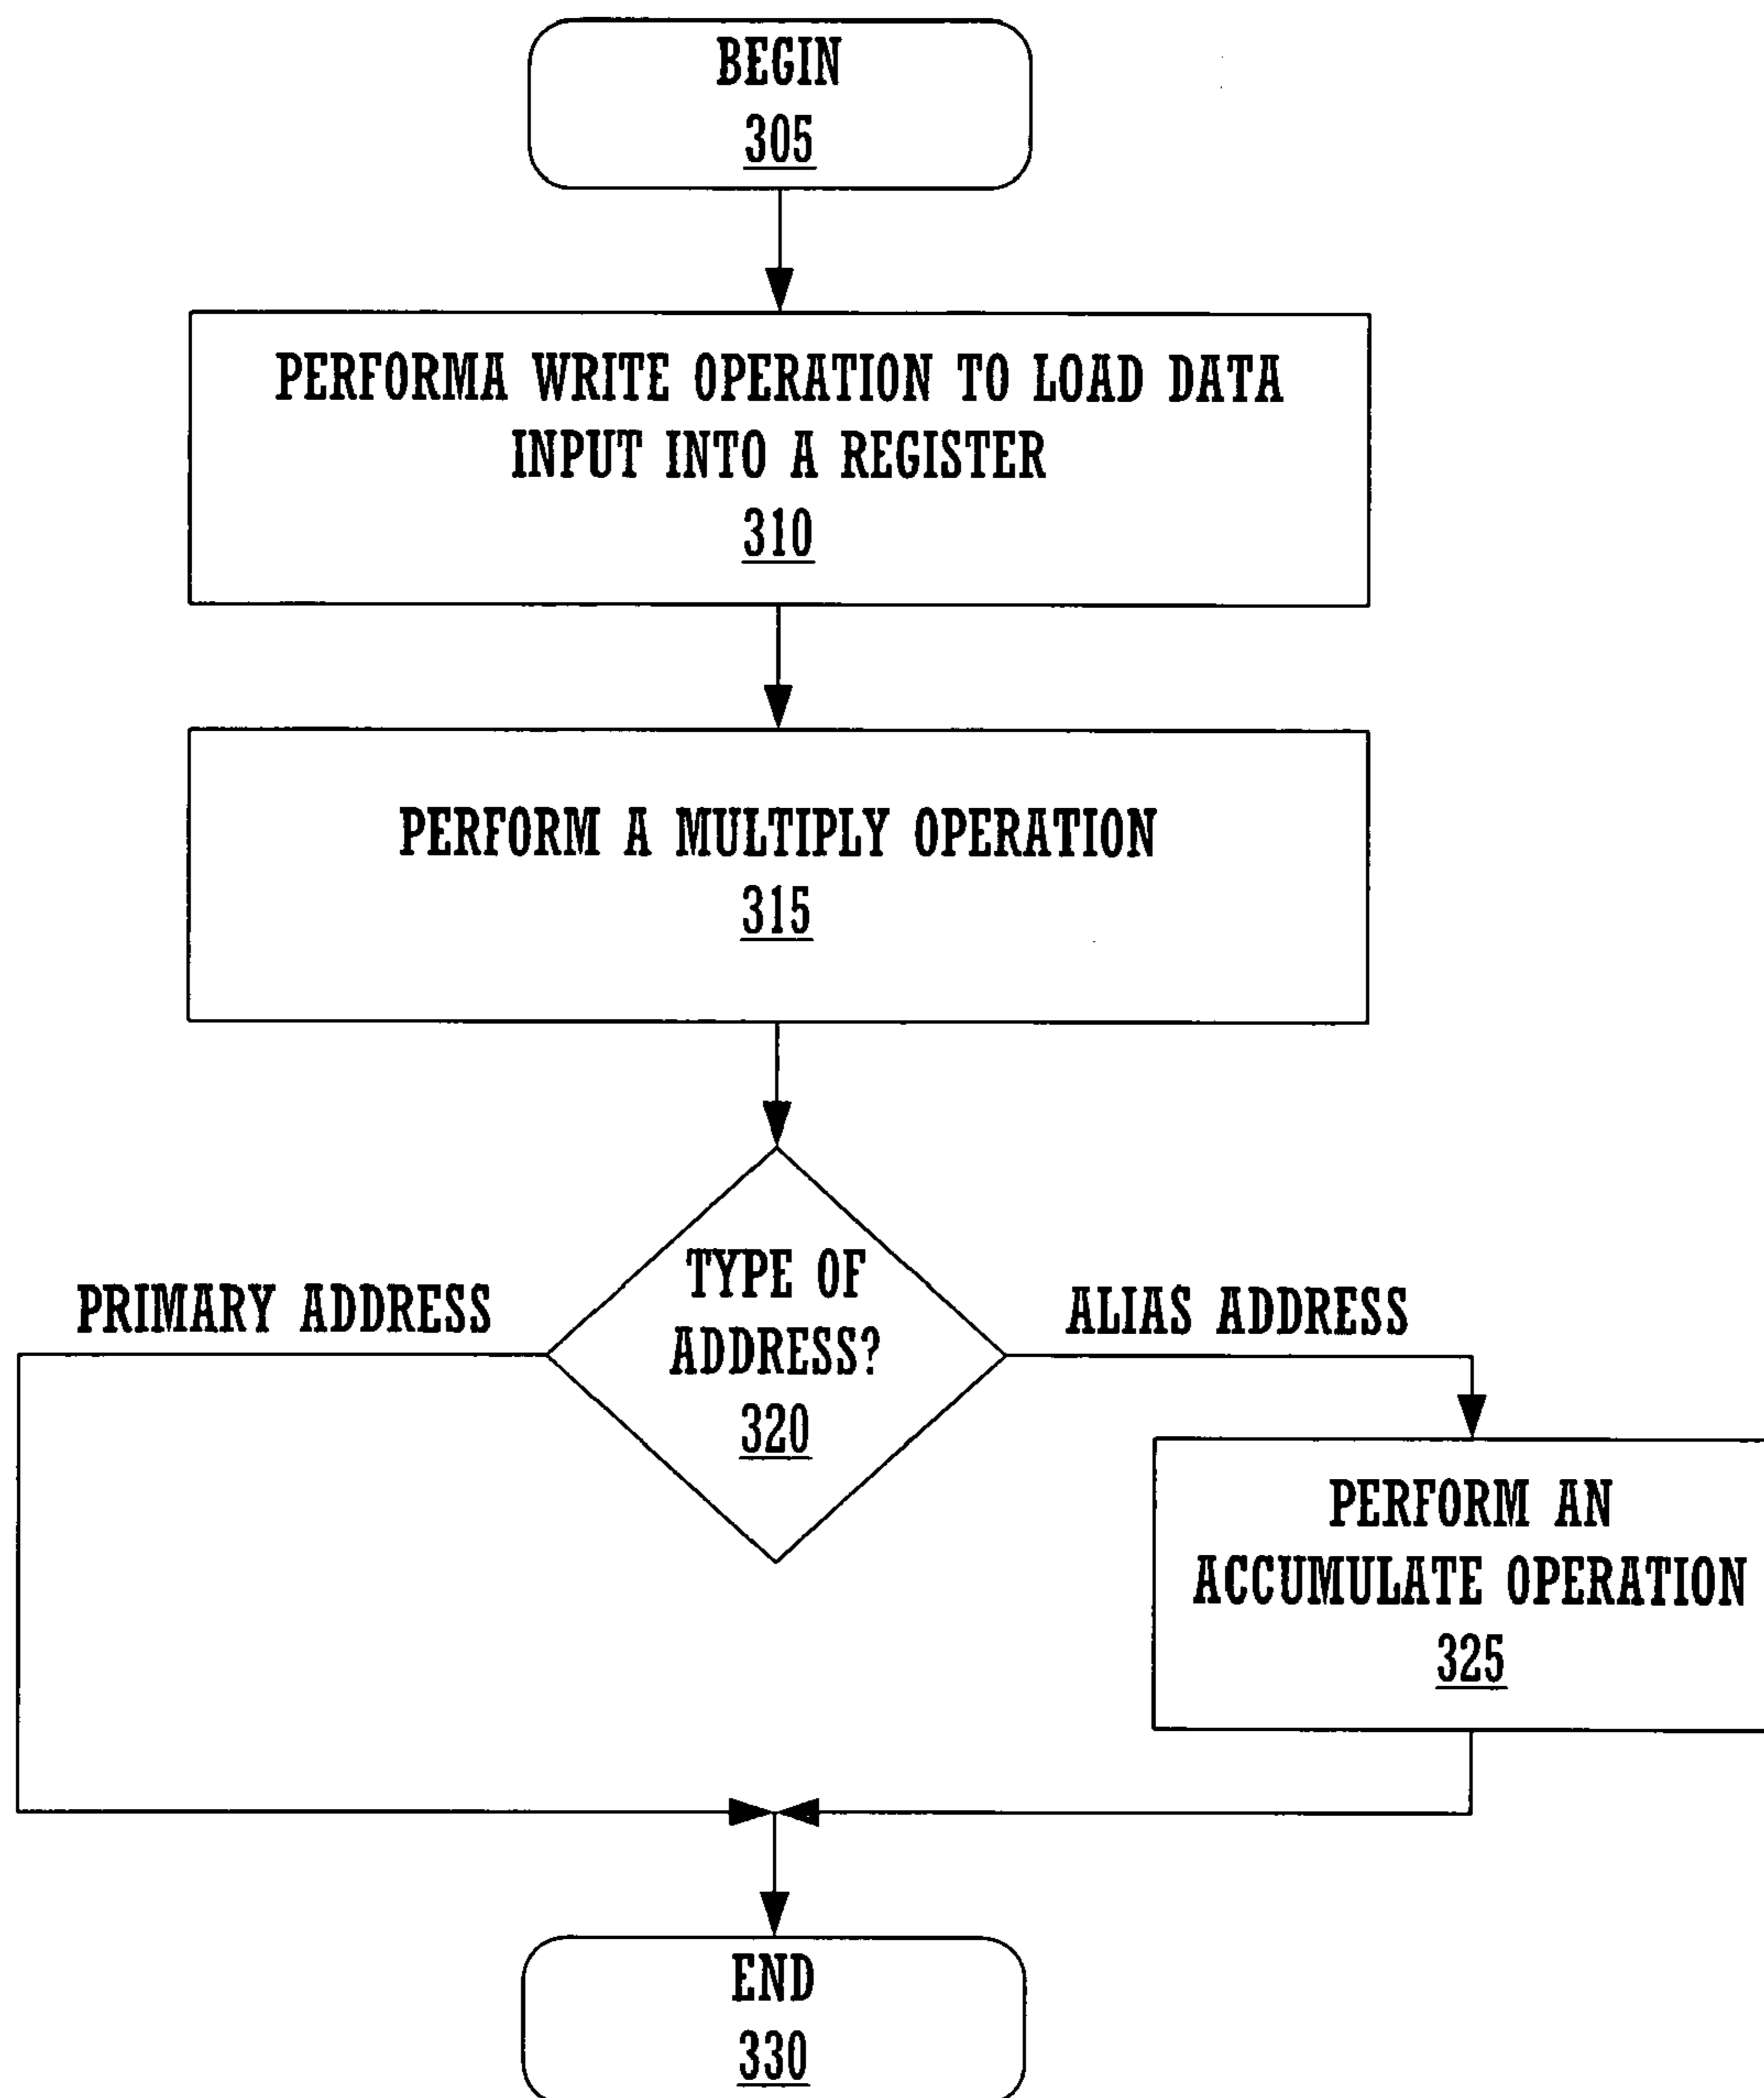 BEGIN
305
PERFORMA WRITE OPERATION TO LOAD DATA
INPUT INTO A REGISTER
310
PERFORM A MULTIPLY OPERATION
315
TYPE OF
ADDRESS?
320
PRIMARY ADDRESS
ALIAS ADDRESS
PERFORM AN
ACCUMULATE OPERATION
325
END
330